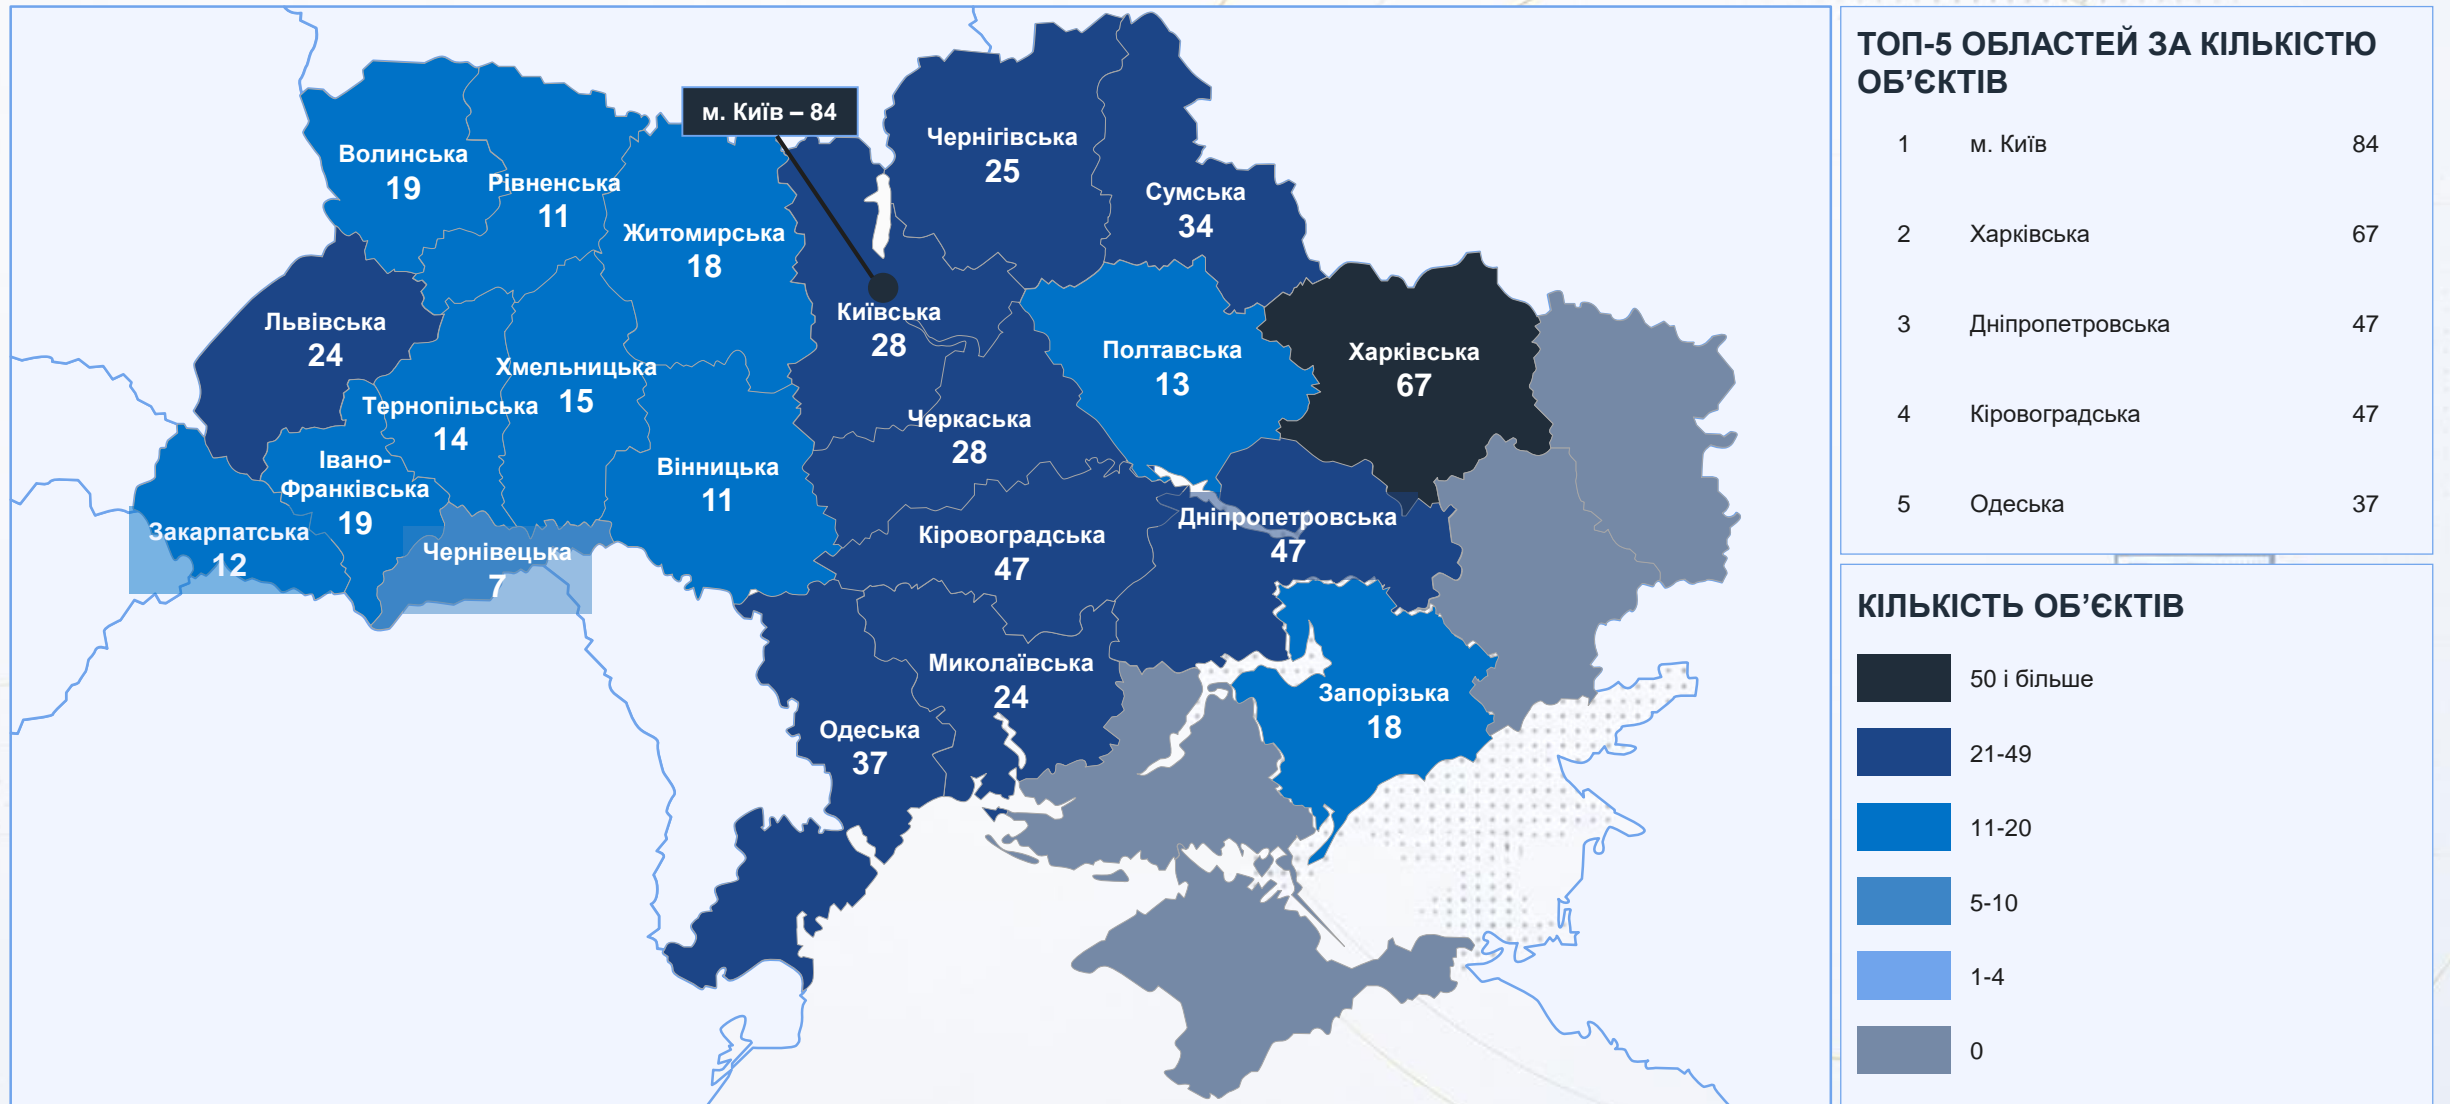 м. Київ – 84
Волинська
19
Рівненська
11
Житомирська
18
Чернігівська
25
Сумська
34
Львівська
24
Київська
28
Полтавська
13
Харківська
67
Хмельницька
15
Тернопільська
14
Черкаська
28
Івано-
Франківська
19
Вінницька
11
Закарпатська
12
Чернівецька
7
Кіровоградська
47
Дніпропетровська
47
Миколаївська
24
Запорізька
18
Одеська
37
ТОП-5 ОБЛАСТЕЙ ЗА КІЛЬКІСТЮ
ОБ’ЄКТІВ
1 м. Київ 84
2 Харківська 67
3 Дніпропетровська 47
4 Кіровоградська 47
5 Одеська 37
КІЛЬКІСТЬ ОБ’ЄКТІВ
50 і більше
21-49
11-20
5-10
1-4
0